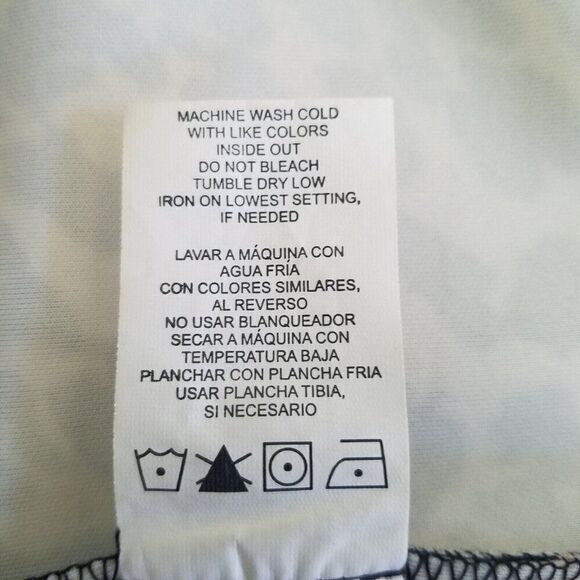 MACHINE WASH COLD
WITH LIKE COLORS
INSIDE OUT
DO NOT BLEACH
TUMBLE DRY LOW
IRON ON LOWEST SETTING,
IF NEEDED
LAVAR A MÁQUINA CON
AGUA FRÍA
CON COLORES SIMILARES,
AL REVERSO
NO USAR BLANQUEADOR
SECAR A MÁQUINA CON
TEMPERATURA BAJA
PLANCHAR CON PLANCHA FRIA
USAR PLANCHA TIBIA,
SI NECESARIO